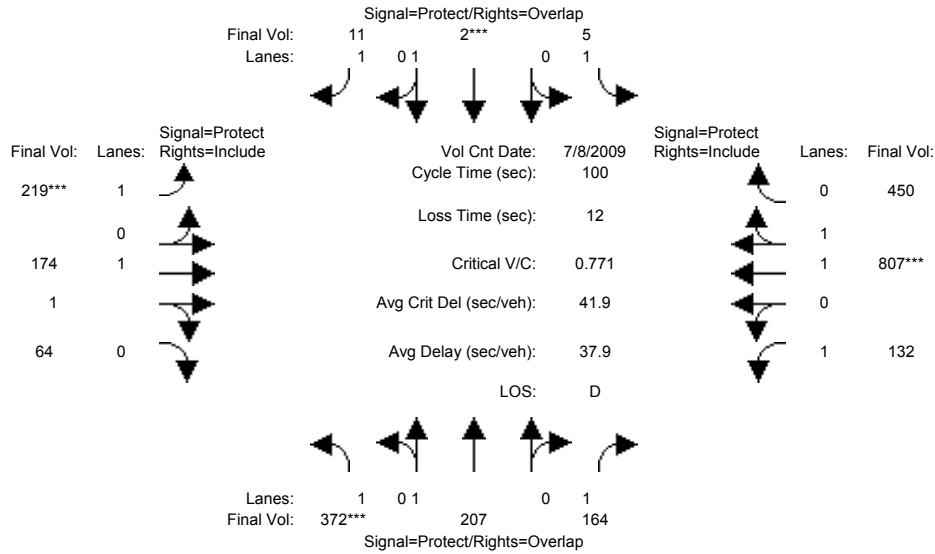 Signal=Protect/Rights=Overlap
Final Vol: 11 2*** 5
Lanes: 1 0 1 0 1
Signal=Protect
Final Vol: Lanes: Rights=Include
Vol Cnt Date: 7/8/2009
Signal=Protect
Rights=Include Lanes: Final Vol:
Cycle Time (sec): 100
219*** 1
0 450
Loss Time (sec): 12
0
1
174 1
Critical V/C: 0.771
1 807***
1
Avg Crit Del (sec/veh): 41.9
0
64 0
Avg Delay (sec/veh): 37.9
1 132
LOS: D
Lanes: 1 0 1 0 1
Final Vol: 372*** 207 164
Signal=Protect/Rights=Overlap